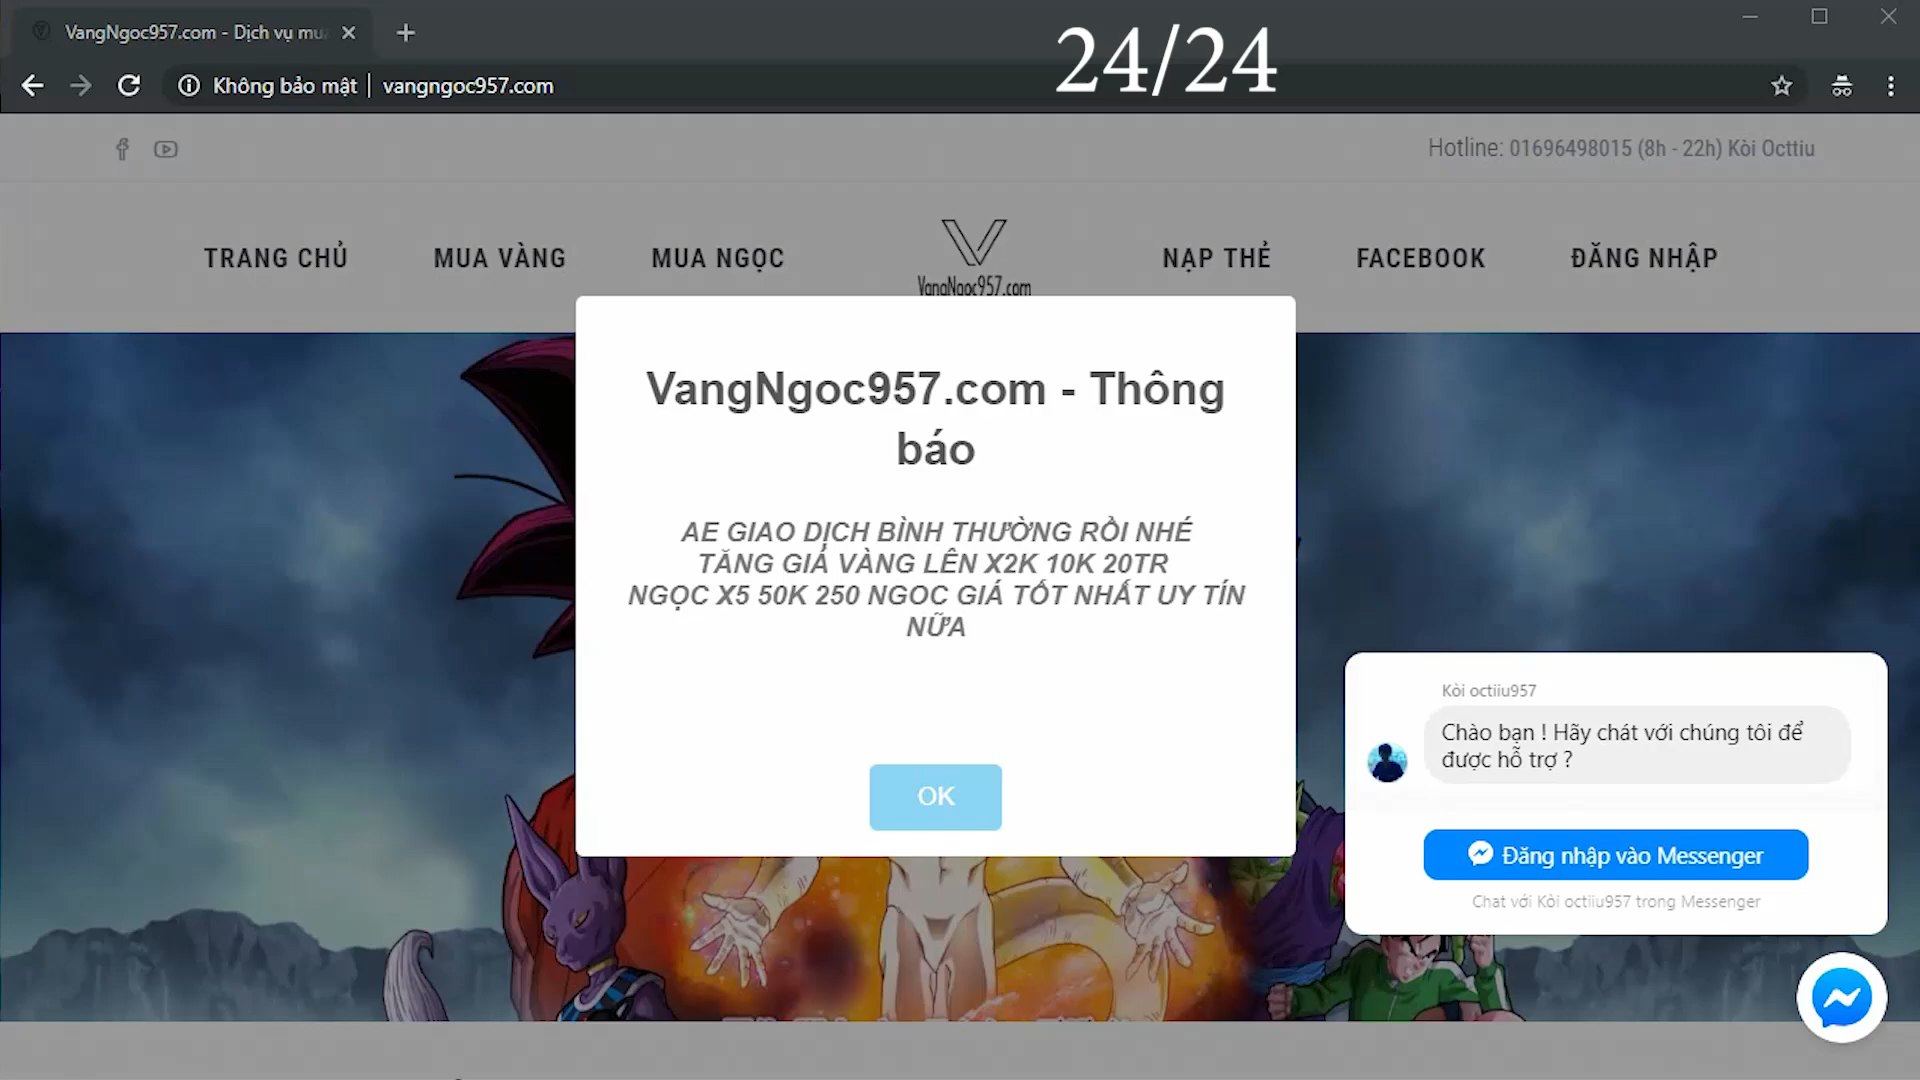 VangNgoc957.com - Dịch vụ mu
24/24
Không bảo mật
vangngoc957.com
Hotline: 01696498015 (8h - 22h) Kòi Octtiu
TRANG CHỦ
MUA VÀNG
MUA NGỌC
VangNgoc957.com
NẠP THẺ
FACEBOOK
ĐĂNG NHẬP
VangNgoc957.com - Thông
báo
AE GIAO DỊCH BÌNH THƯỜNG RỒI NHÉ
TĂNG GIÁ VÀNG LÊN X2K 10K 20TR
NGỌC X5 50K 250 NGOC GIÁ TỐT NHẤT UY TÍN
NỮA
OK
Kòi octiiu957
Chào bạn ! Hãy chát với chúng tôi để
được hỗ trợ ?
Đăng nhập vào Messenger
Chat với Kòi octiiu957 trong Messenger